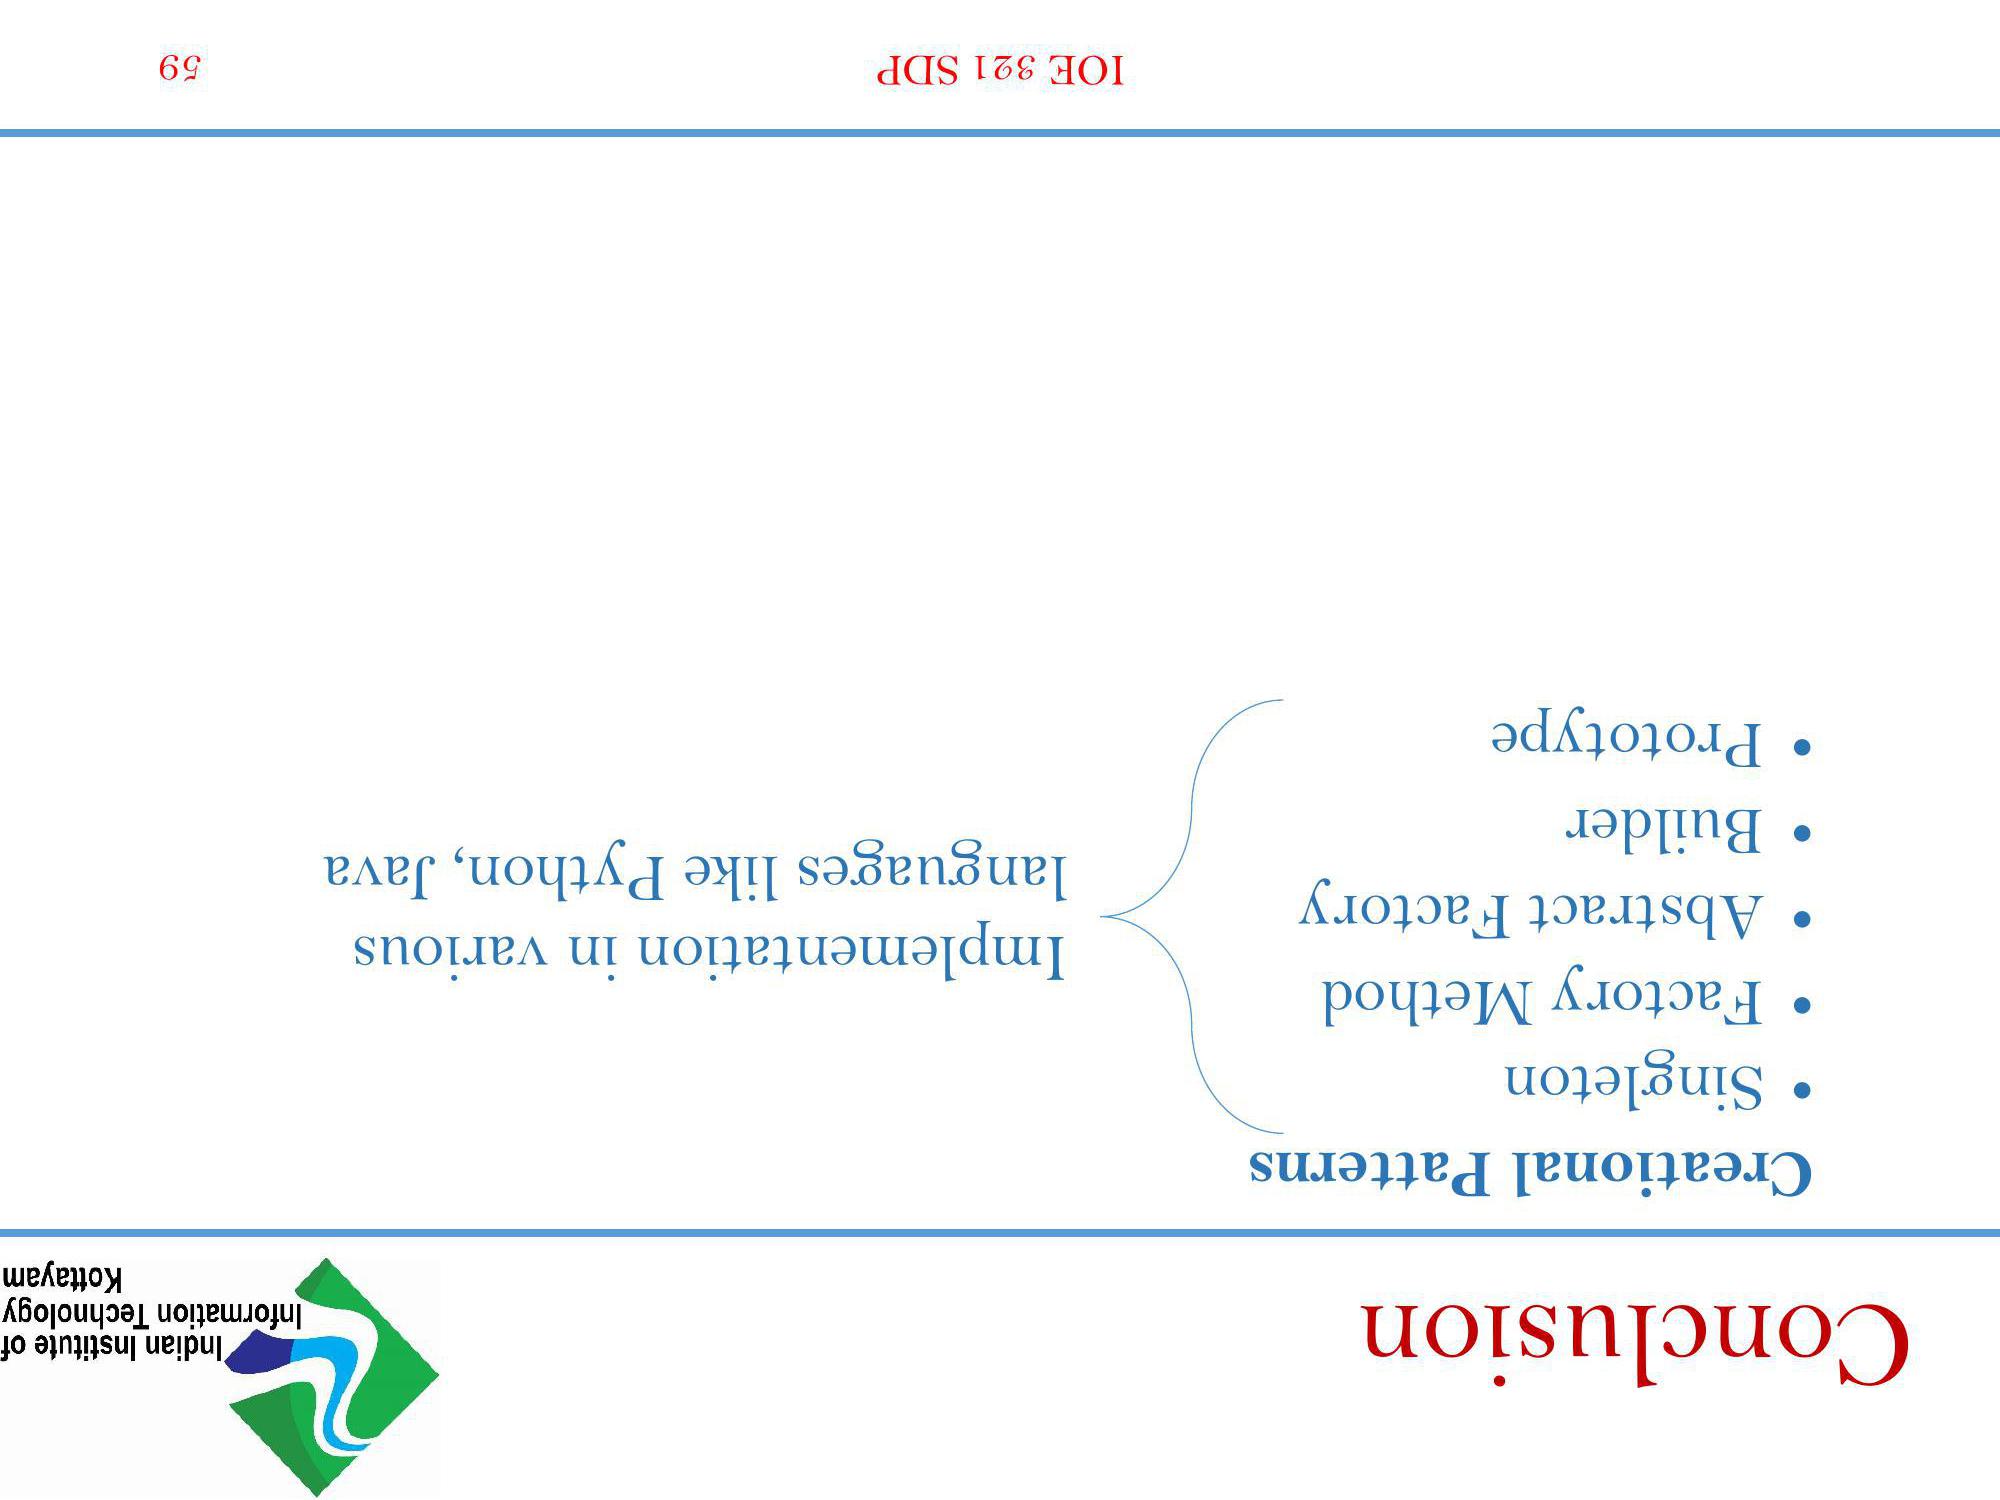 Conclusion
Indian Institute of
Information Technology
Kottayam
Creational Patterns
• Singleton
• Factory Method
• Abstract Factory
• Builder
• Prototype
Implementation in various
languages like Python, Java
IOE 321 SDP
59